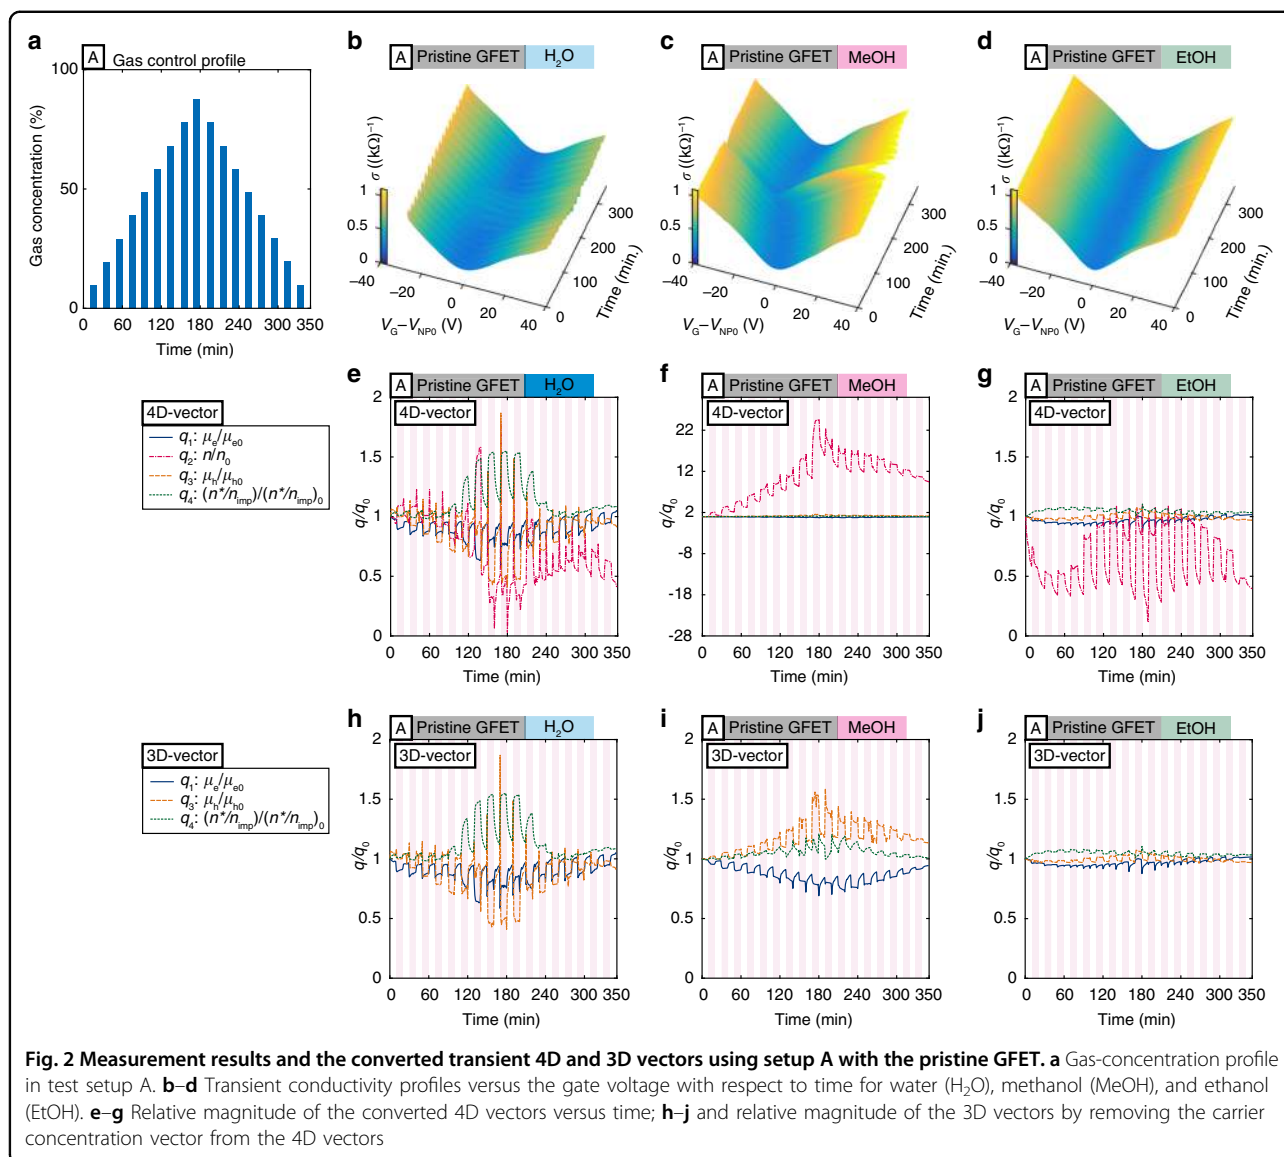 a
A Gas control profile
Gas concentration (%)
100
50
0
0 60 120 180 240 300 350
Time (min)
b
A Pristine GFET H2O
σ ((kΩ)–1
1
0.5
0
–40 –20 0 20 40
VG–VNP0 (V)
100 200 300
Time (min.)
c
A Pristine GFET MeOH
σ ((kΩ)–1
1
0.5
0
–40 –20 0 20 40
VG–VNP0 (V)
100 200 300
Time (min.)
d
A Pristine GFET EtOH
σ ((kΩ)–1
1
0.5
0
–40 –20 0 20 40
VG–VNP0 (V)
100 200 300
Time (min.)
4D-vector
q1: μe/μe0
q2: n/n0
q3: μh/μh0
q4: (n*/nimp)/(n*/nimp)0
e
A Pristine GFET H2O
4D-vector
q/q0
2
1.5
1
0.5
0
0 60 120 180 240 300 350
Time (min)
f
A Pristine GFET MeOH
4D-vector
q/q0
22
12
2
-8
-18
-28
0 60 120 180 240 300 350
Time (min)
g
A Pristine GFET EtOH
4D-vector
q/q0
2
1.5
1
0.5
0
0 60 120 180 240 300 350
Time (min)
3D-vector
q1: μe/μe0
q3: μh/μh0
q4: (n*/nimp)/(n*/nimp)0
h
A Pristine GFET H2O
3D-vector
q/q0
2
1.5
1
0.5
0
0 60 120 180 240 300 350
Time (min)
i
A Pristine GFET MeOH
3D-vector
q/q0
2
1.5
1
0.5
0
0 60 120 180 240 300 350
Time (min)
j
A Pristine GFET EtOH
3D-vector
q/q0
2
1.5
1
0.5
0
0 60 120 180 240 300 350
Time (min)
Fig. 2 Measurement results and the converted transient 4D and 3D vectors using setup A with the pristine GFET. a Gas-concentration profile
in test setup A. b–d Transient conductivity profiles versus the gate voltage with respect to time for water (H2O), methanol (MeOH), and ethanol
(EtOH). e–g Relative magnitude of the converted 4D vectors versus time; h–j and relative magnitude of the 3D vectors by removing the carrier
concentration vector from the 4D vectors